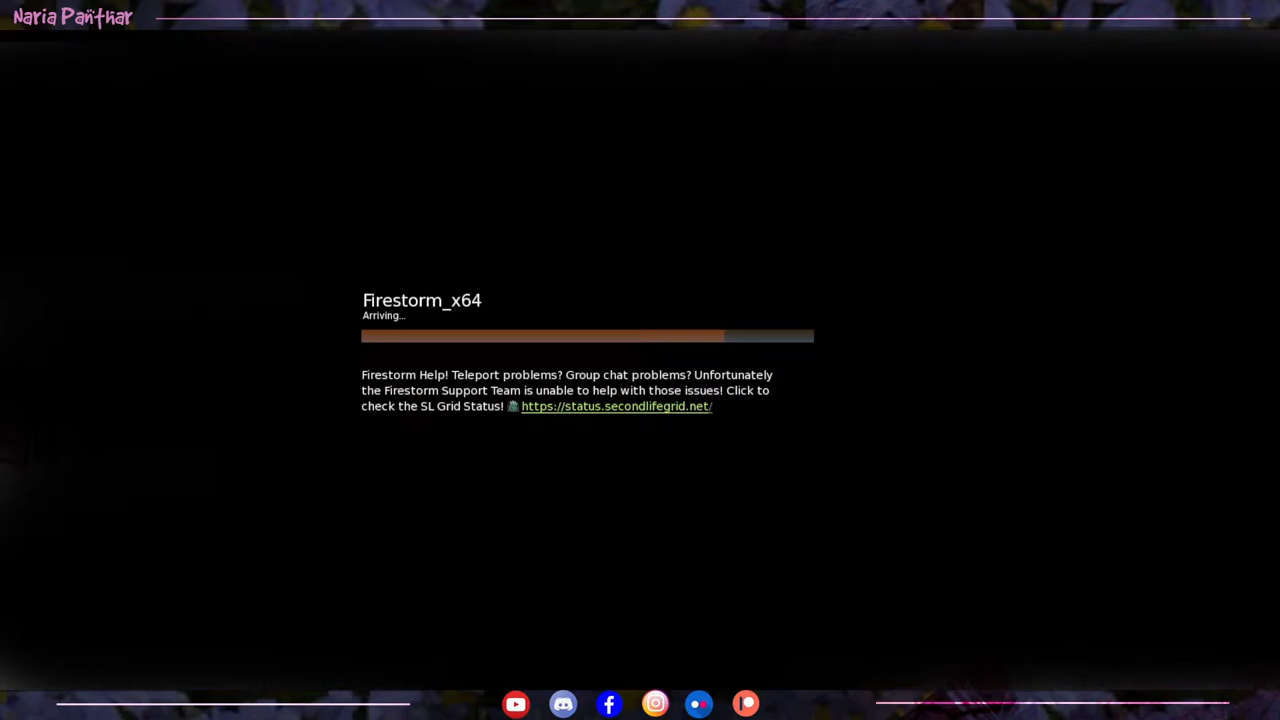 Naria Panthar
Firestorm_x64
Arriving...
Firestorm Help! Teleport problems? Group chat problems? Unfortunately
the Firestorm Support Team is unable to help with those issues! Click to
check the SL Grid Status! https://status.secondlifegrid.net/